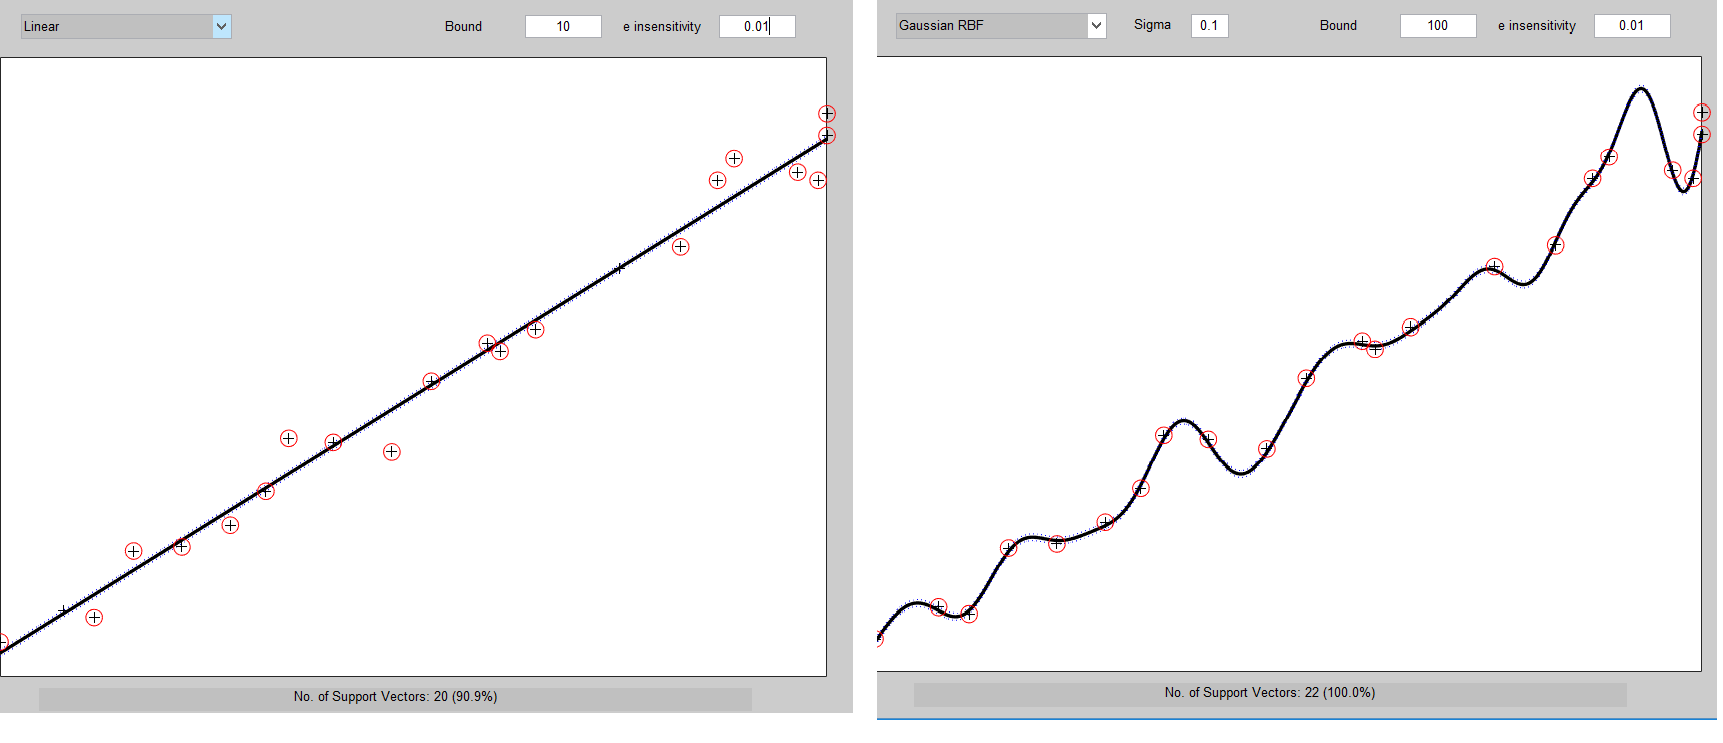 Linear Bound 10 e insensitivity 0.01
No. of Support Vectors: 20 (90.9%)
Gaussian RBF Sigma 0.1 Bound 100 e insensitivity 0.01
No. of Support Vectors: 22 (100.0%)